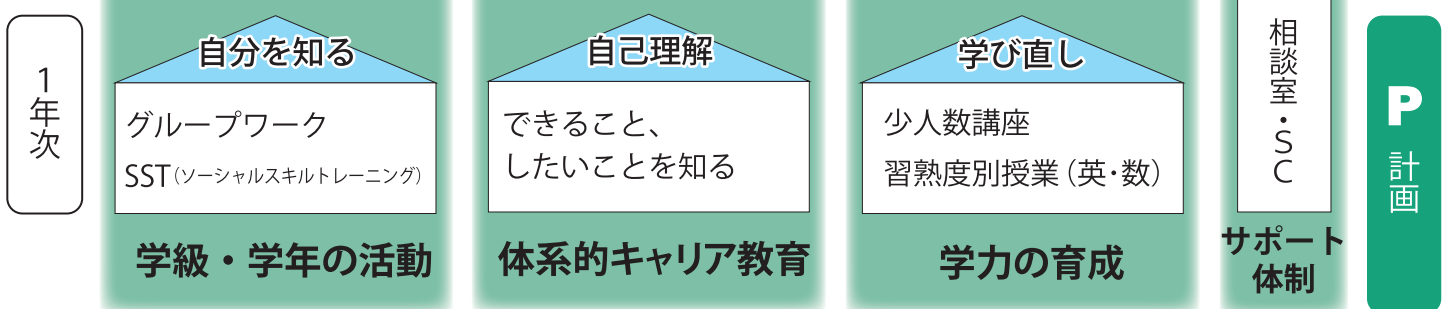 1年次
自分を知る
グループワーク
SST(ソーシャルスキルトレーニング)
学級・学年の活動
自己理解
できること、
したいことを知る
体系的キャリア教育
学び直し
少人数講座
習熟度別授業(英・数)
学力の育成
相談室・SC
サポート
体制
P
計画